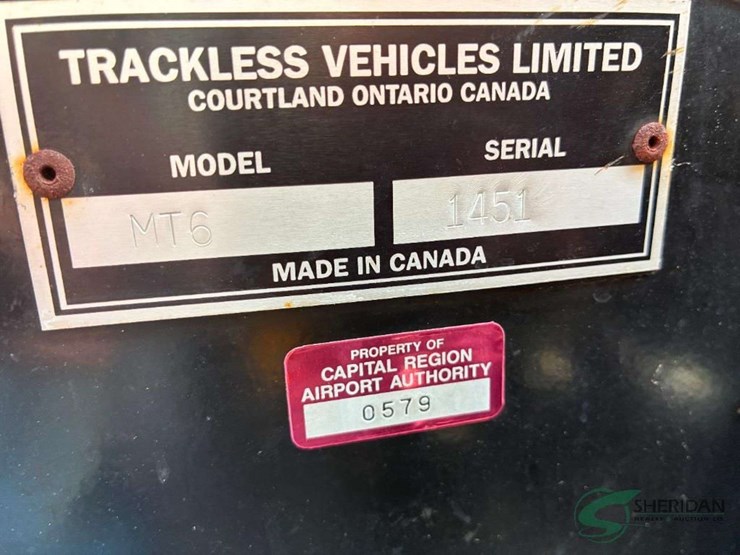 TRACKLESS VEHICLES LIMITED
COURTLAND ONTARIO CANADA
MODEL
SERIAL
MT6
1451
MADE IN CANADA
PROPERTY OF
CAPITAL REGION
AIRPORT AUTHORITY
0579
SHERIDAN